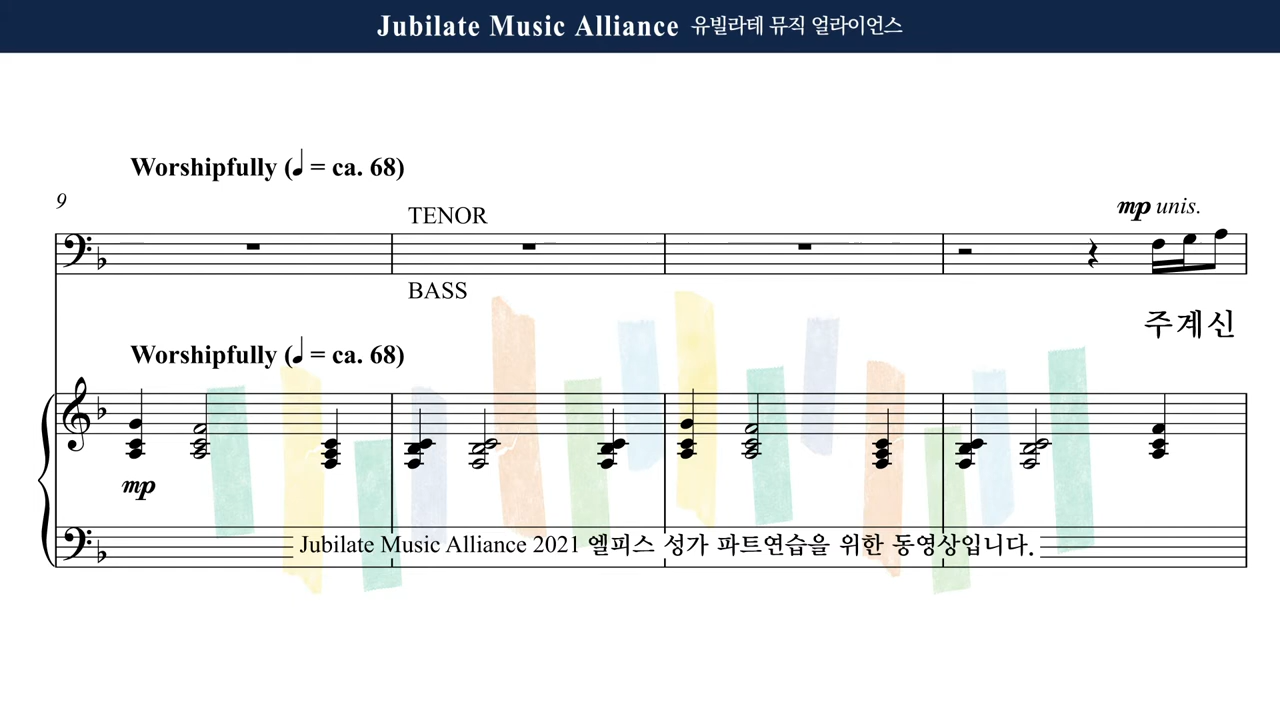 Jubilate Music Alliance 유빌라테 뮤직 얼라이언스
Worshipfully (♩ = ca. 68)
9
TENOR
mp unis.
BASS
주계신
Worshipfully (♩ = ca. 68)
mp
Jubilate Music Alliance 2021 엘피스 성가 파트연습을 위한 동영상입니다.